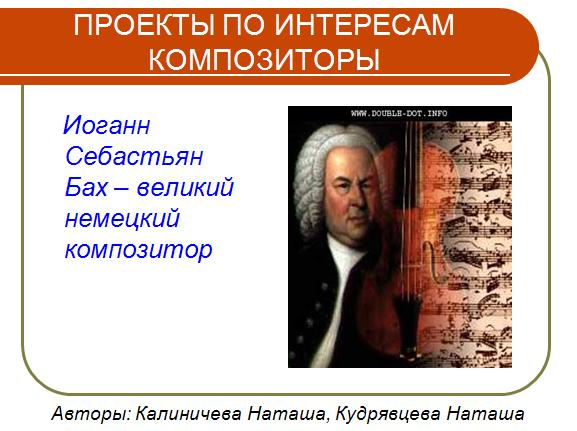 ПРОЕКТЫ ПО ИНТЕРЕСАМ
КОМПОЗИТОРЫ
Иоганн
Себастьян
Бах – великий
немецкий
композитор
WWW.DOUBLE-DOT.INFO
Авторы: Калиничева Наташа, Кудрявцева Наташа